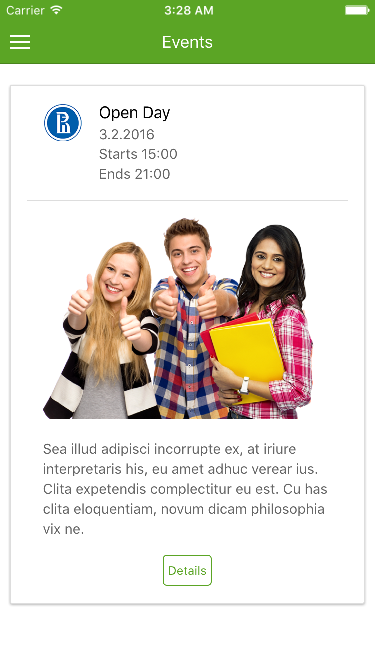 Carrier 3:28 AM
Events
Open Day
3.2.2016
Starts 15:00
Ends 21:00
Sea illud adipisci incorrupte ex, at iriure
interpretaris his, eu amet adhuc verear ius.
Clita expetendis complectitur eu est. Cu has
clita eloquentiam, novum dicam philosophia
vix ne.
Details